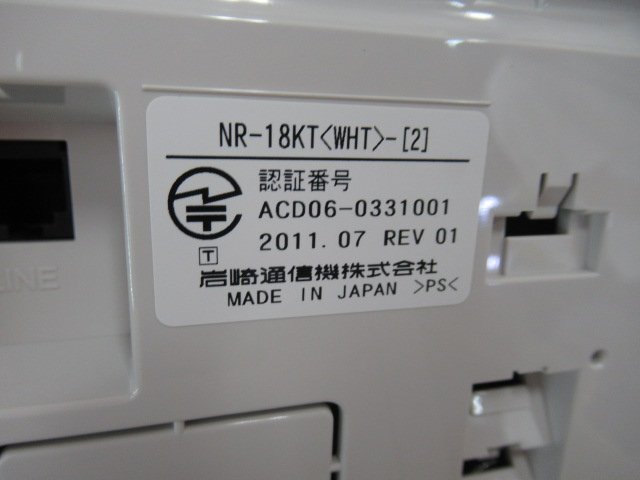 NR-18KT<WHT>-[2]
認証番号
ACD06-0331001
T
2011.07 REV 01
岩崎通信機株式会社
MADE IN JAPAN >PS<
LINE